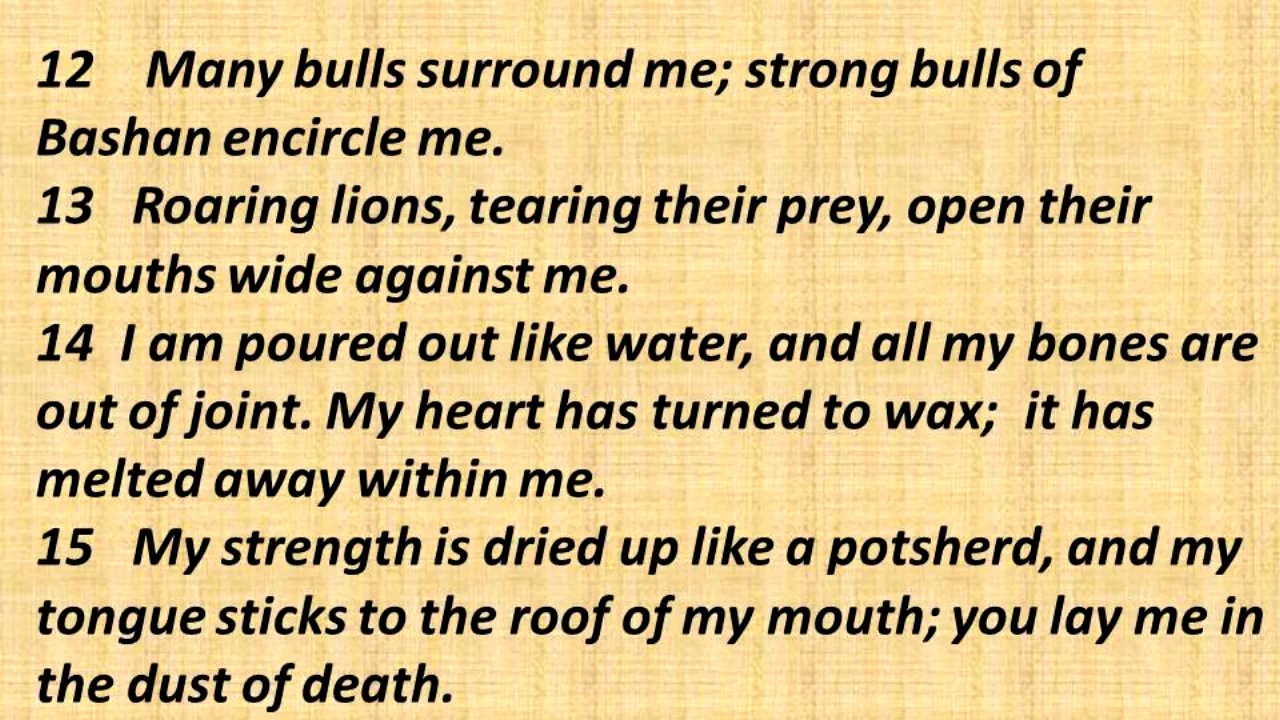 12 Many bulls surround me; strong bulls of
Bashan encircle me.
13 Roaring lions, tearing their prey, open their
mouths wide against me.
14 I am poured out like water, and all my bones are
out of joint. My heart has turned to wax; it has
melted away within me.
15 My strength is dried up like a potsherd, and my
tongue sticks to the roof of my mouth; you lay me in
the dust of death.